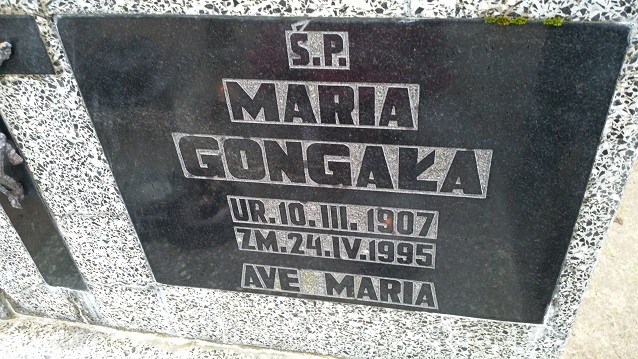 Ś.P.
MARIA
GONGAŁA
UR. 10. III. 1907
ZM. 24. IV. 1995
AVE MARIA